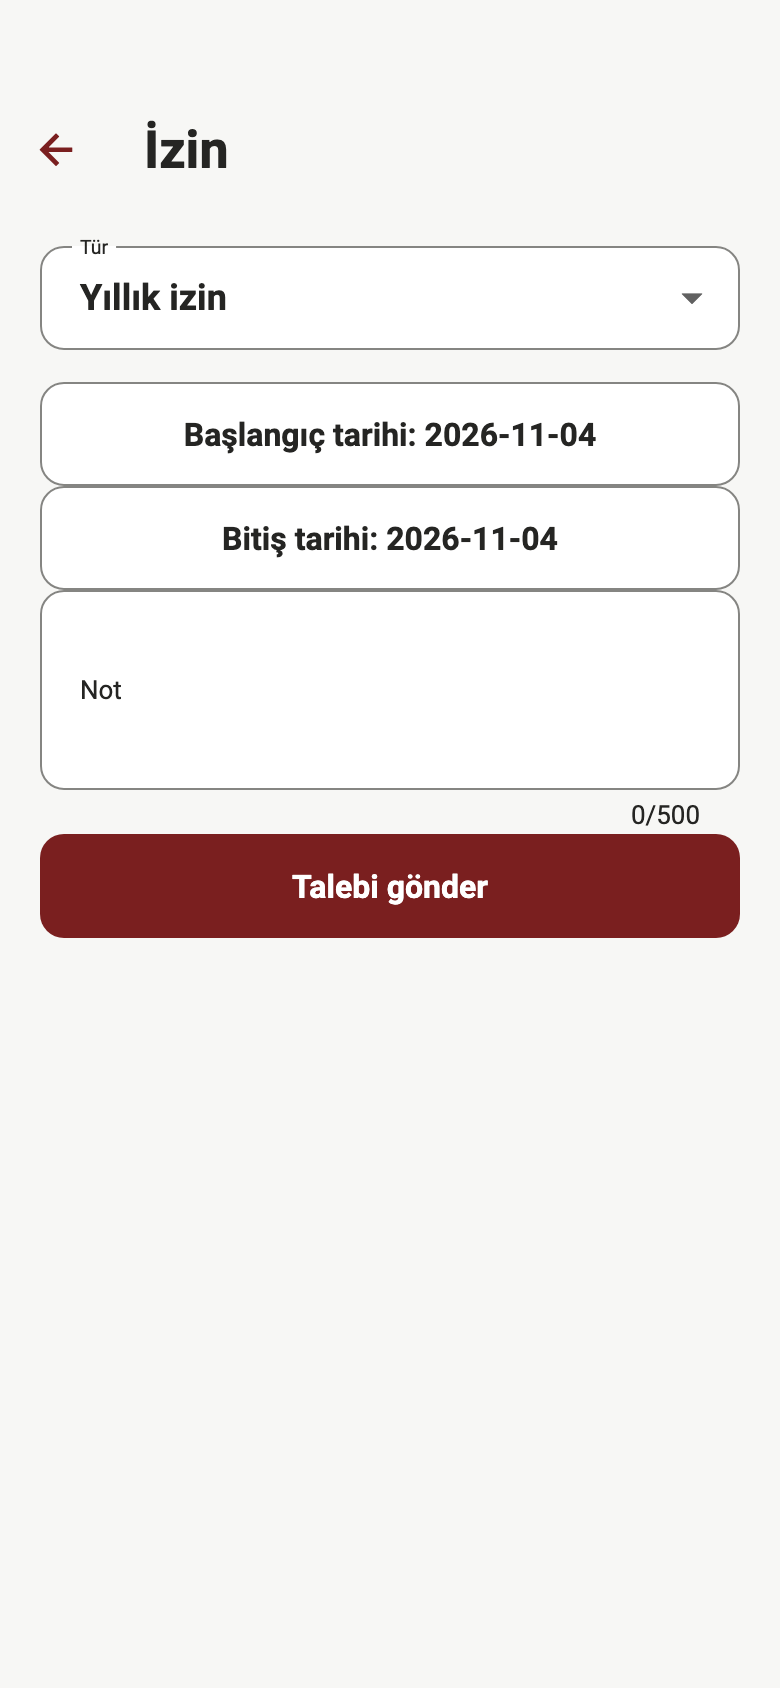 İzin
Tür
Yıllık izin
Başlangıç tarihi: 2026-11-04
Bitiş tarihi: 2026-11-04
Not
0/500
Talebi gönder